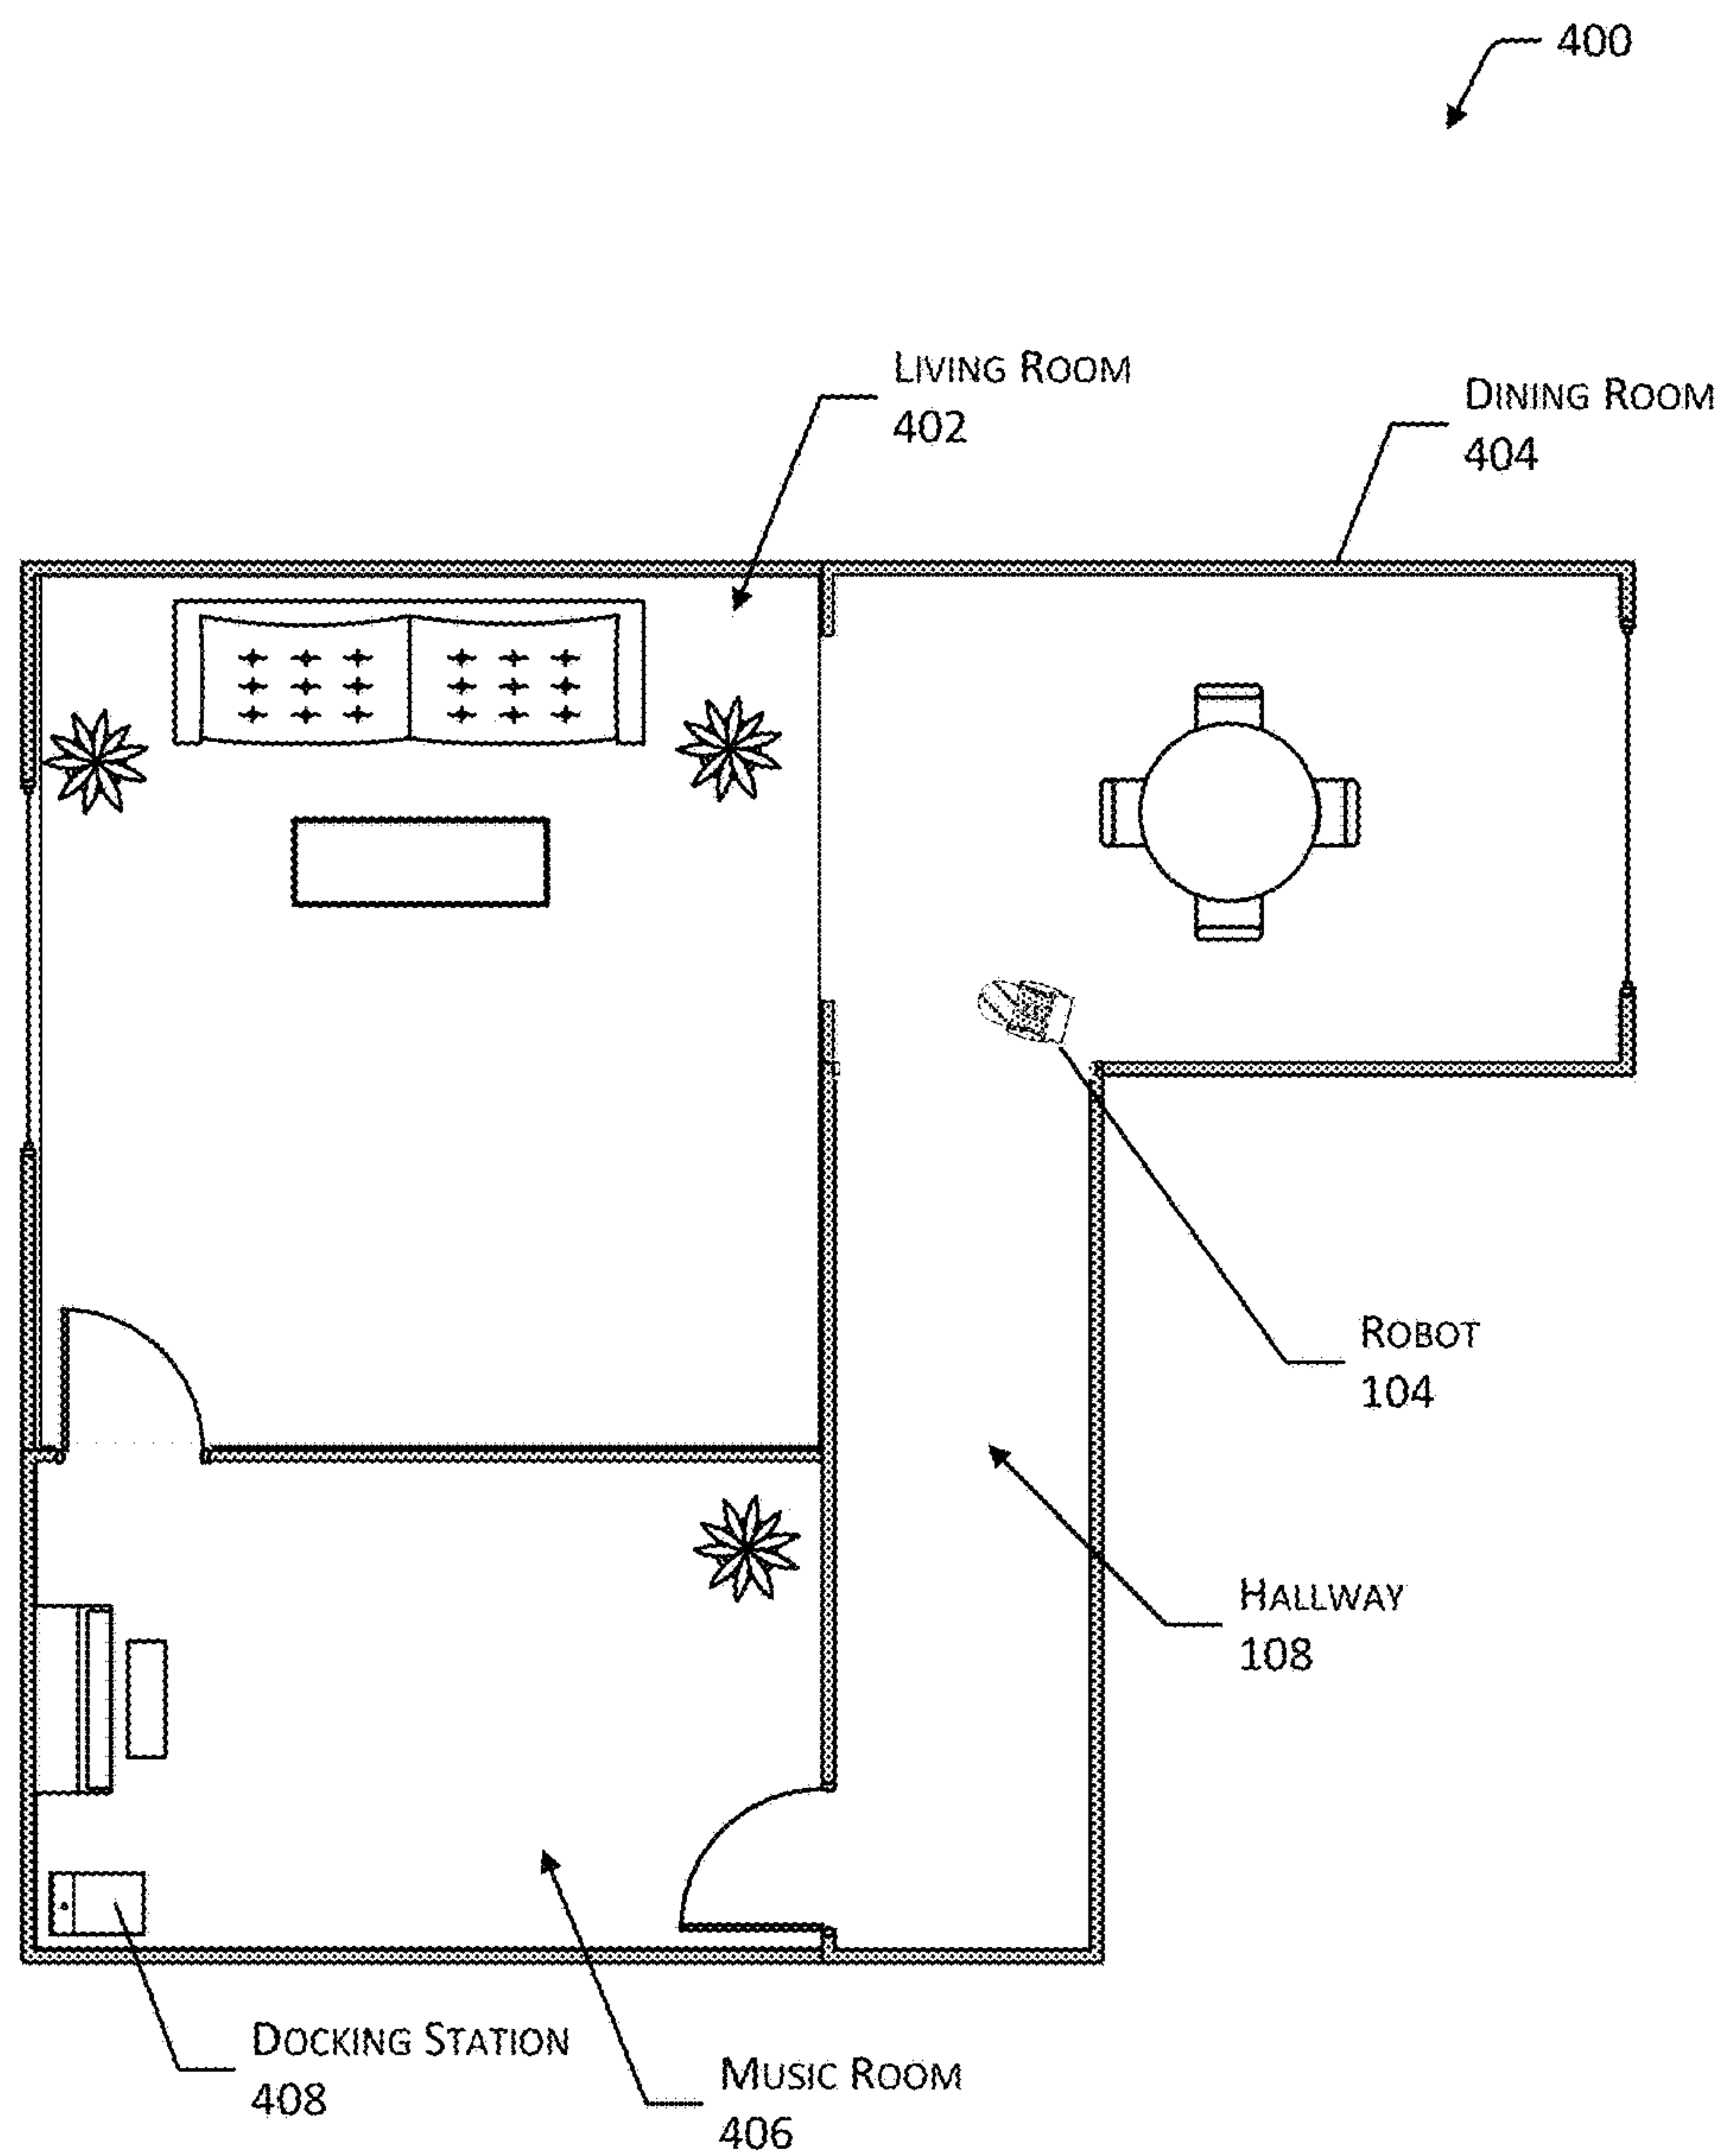 400
LIVING ROOM
402
DINING ROOM
404
ROBOT
104
HALLWAY
108
DOCKING STATION
408
MUSIC ROOM
406